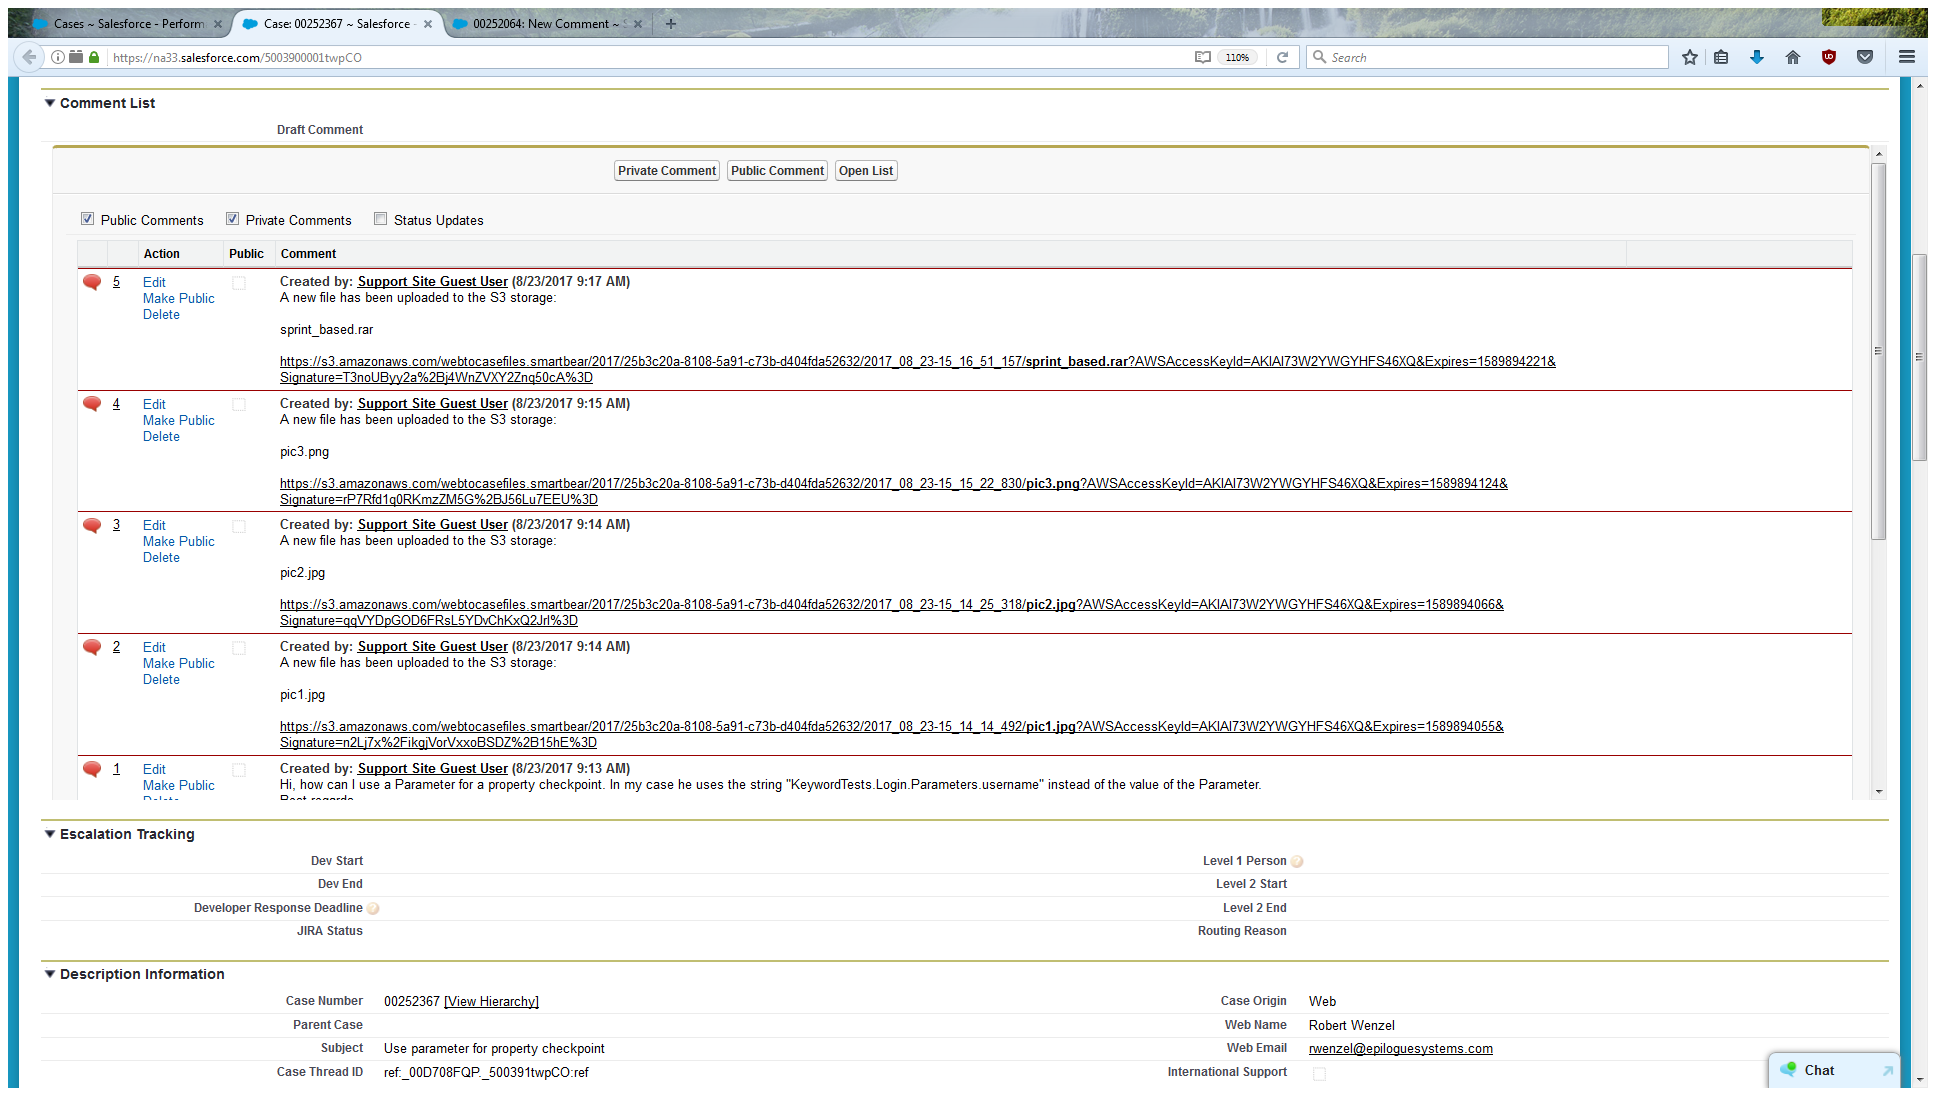 Cases ~ Salesforce - Perform
Case: 00252367 ~ Salesforce -
00252064: New Comment ~
https://na33.salesforce.com/5003900001twpCO
110%
Search
Comment List
Draft Comment
Private Comment
Public Comment
Open List
Public Comments
Private Comments
Status Updates
Action
Public
Comment
5
Edit
Make Public
Delete
Created by: Support Site Guest User (8/23/2017 9:17 AM)
A new file has been uploaded to the S3 storage:
sprint_based.rar
https://s3.amazonaws.com/webtocasefiles.smartbear/2017/25b3c20a-8108-5a91-c73b-d404fda52632/2017_08_23-15_16_51_157/sprint_based.rar?AWSAccessKeyId=AKIAI73W2YWGYHFS46XQ&Expires=1589894221&
Signature=T3noUByy2a%2Bj4WnZVXY2Znq50cA%3D
4
Edit
Make Public
Delete
Created by: Support Site Guest User (8/23/2017 9:15 AM)
A new file has been uploaded to the S3 storage:
pic3.png
https://s3.amazonaws.com/webtocasefiles.smartbear/2017/25b3c20a-8108-5a91-c73b-d404fda52632/2017_08_23-15_15_22_830/pic3.png?AWSAccessKeyId=AKIAI73W2YWGYHFS46XQ&Expires=1589894124&
Signature=rP7Rfd1q0RKmzZM5G%2BJ56Lu7EEU%3D
3
Edit
Make Public
Delete
Created by: Support Site Guest User (8/23/2017 9:14 AM)
A new file has been uploaded to the S3 storage:
pic2.jpg
https://s3.amazonaws.com/webtocasefiles.smartbear/2017/25b3c20a-8108-5a91-c73b-d404fda52632/2017_08_23-15_14_25_318/pic2.jpg?AWSAccessKeyId=AKIAI73W2YWGYHFS46XQ&Expires=1589894066&
Signature=qqVYDpGOD6FRsL5YDvChKxQ2JrI%3D
2
Edit
Make Public
Delete
Created by: Support Site Guest User (8/23/2017 9:14 AM)
A new file has been uploaded to the S3 storage:
pic1.jpg
https://s3.amazonaws.com/webtocasefiles.smartbear/2017/25b3c20a-8108-5a91-c73b-d404fda52632/2017_08_23-15_14_14_492/pic1.jpg?AWSAccessKeyId=AKIAI73W2YWGYHFS46XQ&Expires=1589894055&
Signature=n2Lj7x%2FikgjVorVxxoBSDZ%2B15hE%3D
1
Edit
Make Public
Delete
Created by: Support Site Guest User (8/23/2017 9:13 AM)
Hi, how can I use a Parameter for a property checkpoint. In my case he uses the string "KeywordTests.Login.Parameters.username" instead of the value of the Parameter.
Best regards
Escalation Tracking
Dev Start
Level 1 Person
Dev End
Level 2 Start
Developer Response Deadline
Level 2 End
JIRA Status
Routing Reason
Description Information
Case Number 00252367 [View Hierarchy]
Case Origin Web
Parent Case
Web Name Robert Wenzel
Subject Use parameter for property checkpoint
Web Email rwenzel@epiloguesystems.com
Case Thread ID ref:_00D708FQP._500391twpCO:ref
International Support
Chat